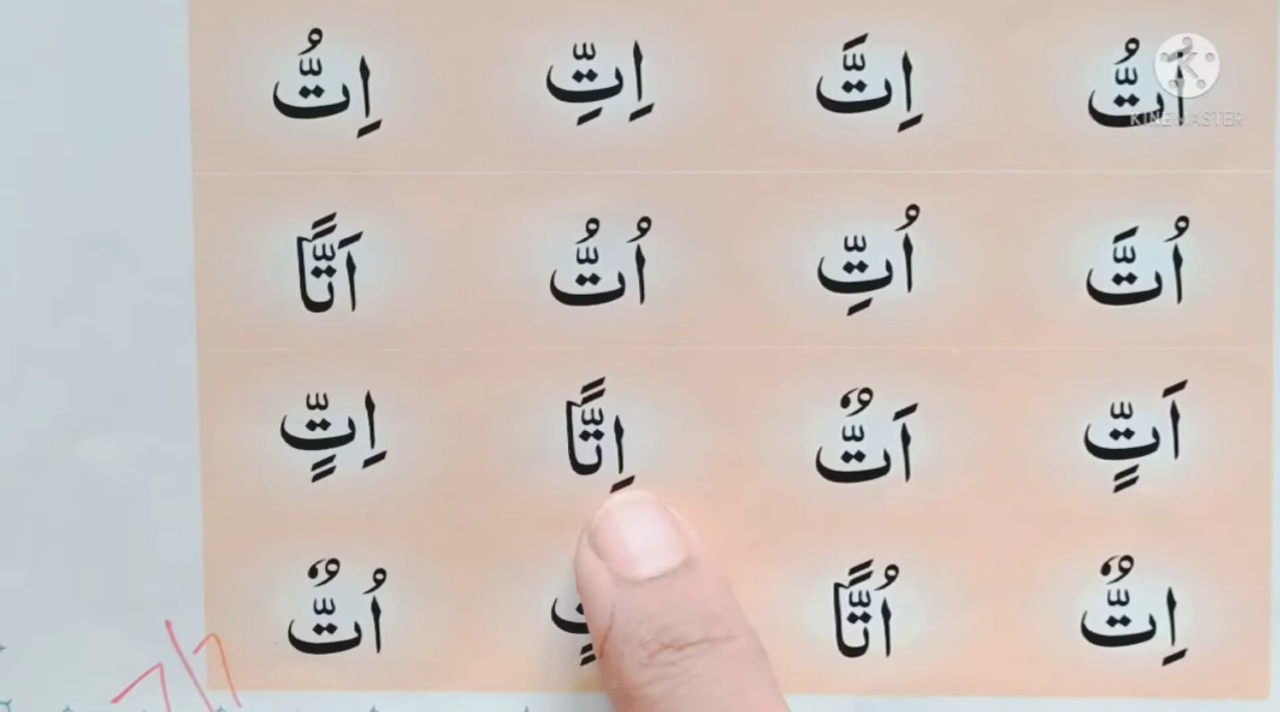 اَتُّ اِتَّ اِتِّ اِتُّ
KINEMASTER
اُتَّ اُتِّ اُتُّ اَتًّا
اَتٍّ اَتٌّ اِتًّا اِتٍّ
اِتٌّ اُتًّا اُتٌّ